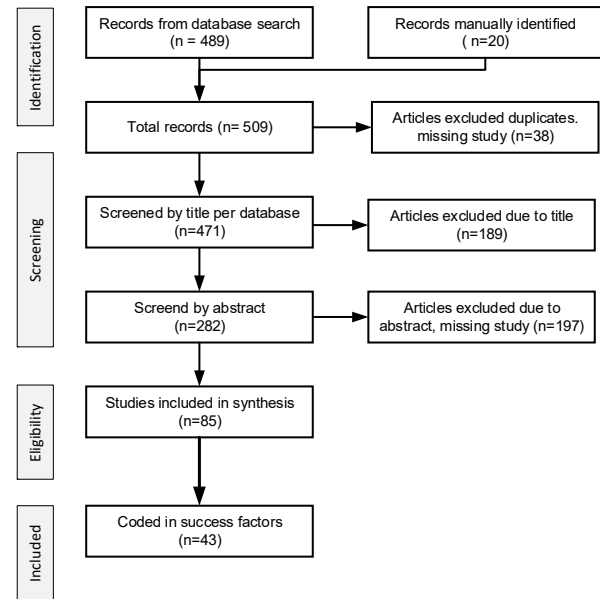 Identification
Records from database search
(n = 489)
Records manually identified
( n=20)
Total records (n= 509)
Articles excluded duplicates.
missing study (n=38)
Screening
Screened by title per database
(n=471)
Articles excluded due to title
(n=189)
Screend by abstract
(n=282)
Articles excluded due to
abstract, missing study (n=197)
Eligibility
Studies included in synthesis
(n=85)
Included
Coded in success factors
(n=43)